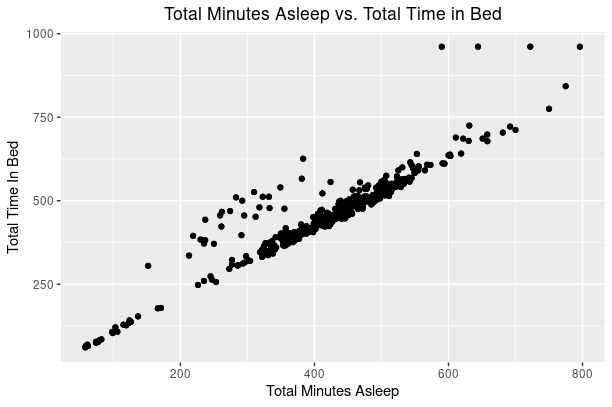 Total Minutes Asleep vs. Total Time in Bed
1000
750
500
250
Total Time In Bed
200 400 600 800
Total Minutes Asleep